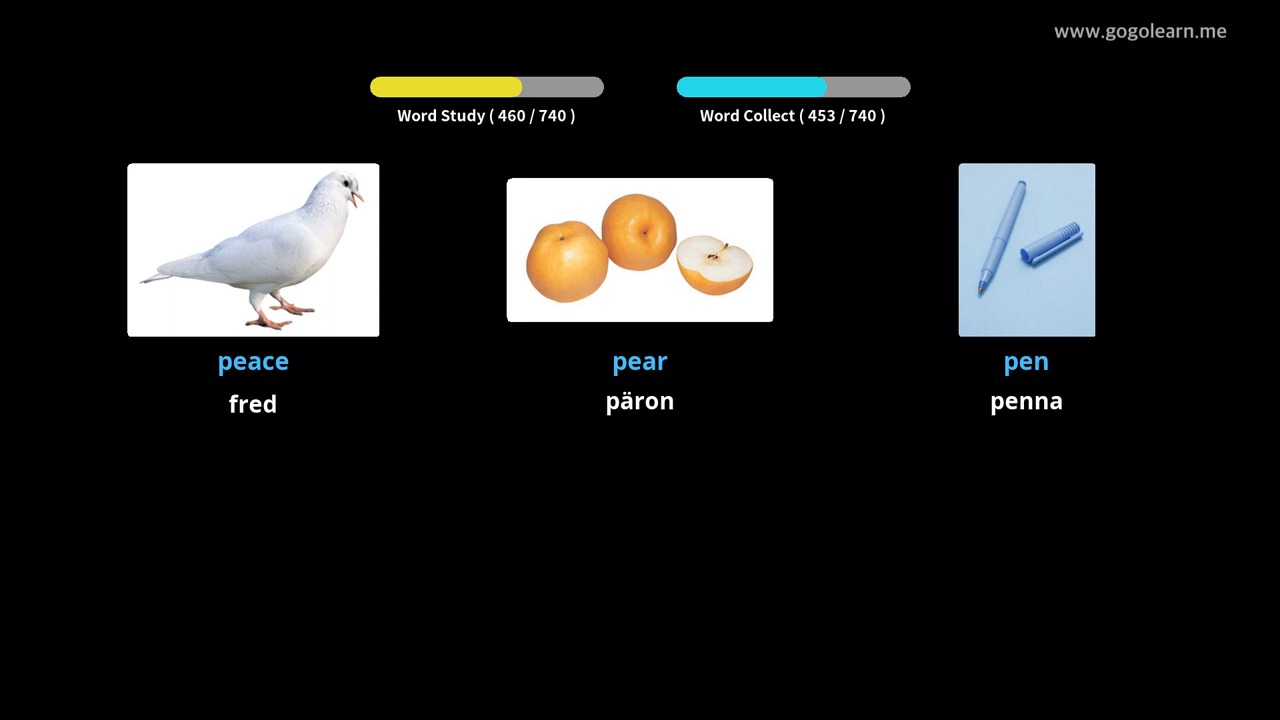 www.gogolearn.me
Word Study ( 460 / 740 )
Word Collect ( 453 / 740 )
peace
fred
pear
päron
pen
penna